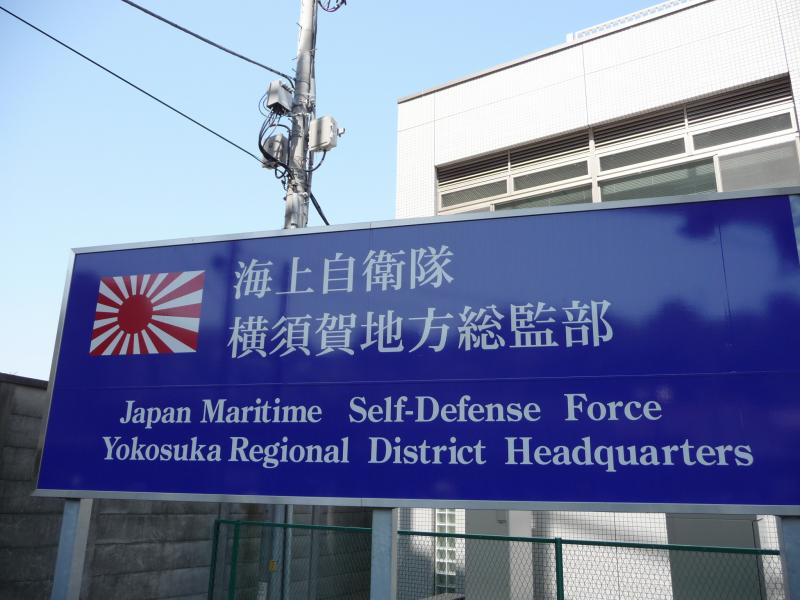 海上自衛隊
横須賀地方総監部
Japan Maritime Self-Defense Force
Yokosuka Regional District Headquarters